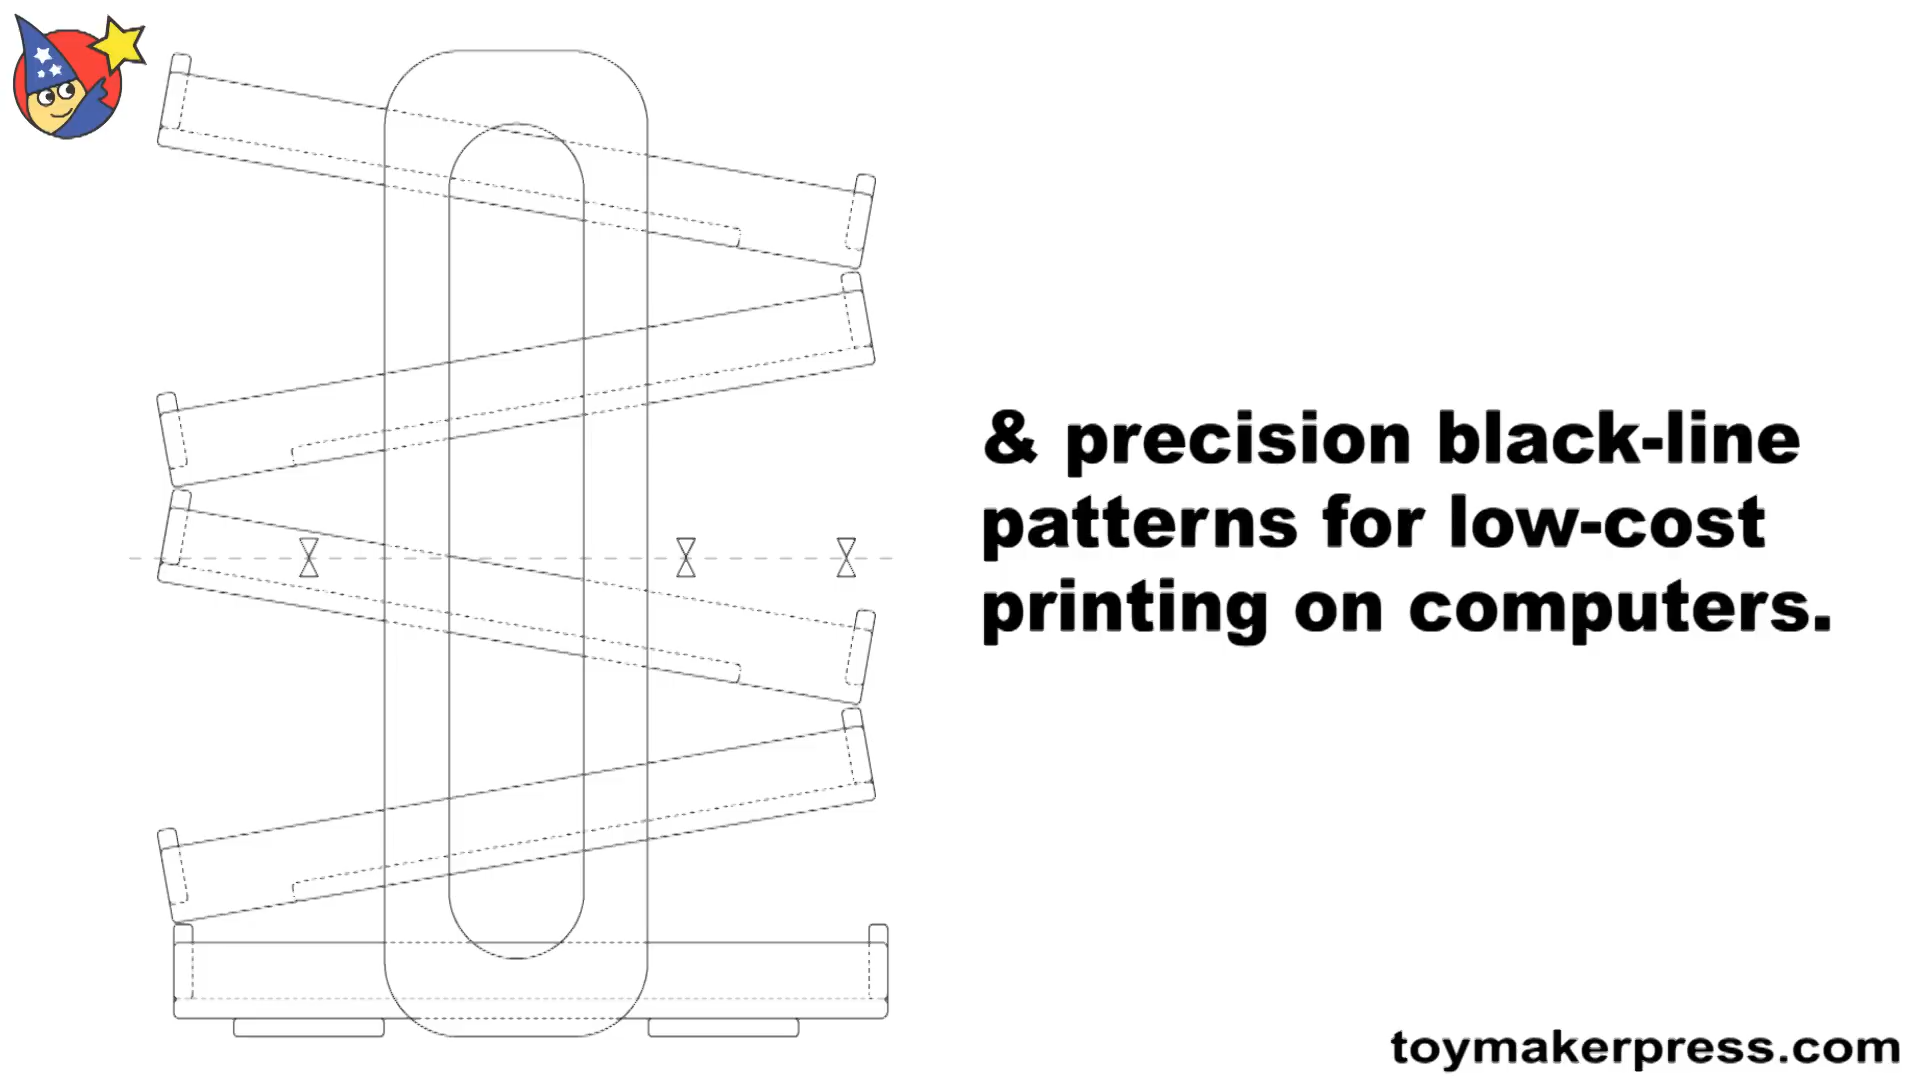 & precision black-line
patterns for low-cost
printing on computers.
toymakerpress.com